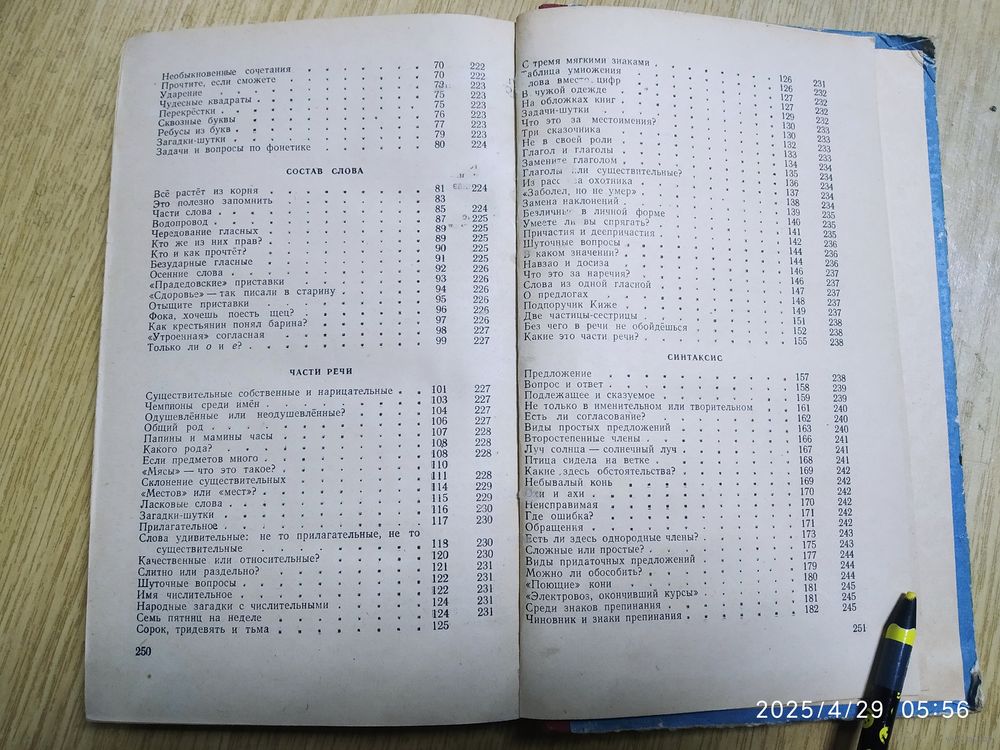 Необыкновенные сочетания 70 222
Прочтите, если сможете 70 222
Ударение 73 223
Чудесные квадраты 75 223
Перекрёстки 75 223
Сквозные буквы 76 223
Ребусы из букв 77 223
Загадки-шутки 79 223
Задачи и вопросы по фонетике 80 224
СОСТАВ СЛОВА
Всё растёт из корня 81 224
Это полезно запомнить 83
Части слова 85 224
Водопровод 87 225
Чередование гласных 89 225
Кто же из них прав? 89 225
Кто и как прочтёт? 90 225
Безударные гласные 91 225
Осенние слова 92 226
«Прадедовские» приставки 93 226
«Сдоровье» — так писали в старину 94 226
Отыщите приставки 95 226
Фока, хочешь поесть щец? 96 226
Как крестьянин понял барина? 97 226
«Утроенная» согласная 98 227
Только ли о и е? 99 227
ЧАСТИ РЕЧИ
Существительные собственные и нарицательные 101 227
Чемпионы среди имён 103 227
Одушевлённые или неодушевлённые? 104 227
Общий род 106 227
Папины и мамины часы 107 228
Какого рода? 108 228
Если предметов много 108 228
«Мясы» — что это такое? 110
Склонение существительных 111 228
«Местов» или «мест»? 114 229
Ласковые слова 115 229
Загадки-шутки 116 230
Прилагательное 117 230
Слова удивительные: не то прилагательные, не то
существительные 118 230
Качественные или относительные? 120 230
Слитно или раздельно? 121 231
Шуточные вопросы 122 231
Имя числительное 122 231
Народные загадки с числительными 124 231
Семь пятниц на неделе 124 231
Сорок, тридевять и тьма 125
250
С тремя мягкими знаками 126 231
Таблица умножения 126 232
Слова вместо цифр 127 232
В чужой одежде 127 232
На обложках книг 129 232
Задачи-шутки 130 233
Что это за местоимения? 130 233
Три сказочника 132 233
Не в своей роли 133 234
Глагол и глаголы 134 234
Замените глаголом 135 234
Глаголы или существительные? 136 234
Из рассказа охотника 137 234
«Заболел, но не умер» 138 234
Замена наклонений 139 235
Безличные в личной форме 140 235
Умеете ли вы спрягать? 141 235
Причастия и деепричастия 142 236
Шуточные вопросы 144 236
В каком значении? 144 236
Навзао и досиза 146 237
Что это за наречия? 146 237
Слова из одной гласной 147 237
О предлогах 148 237
Подпоручик Киже 149 237
Две частицы-сестрицы 151 238
Без чего в речи не обойдёшься 152 238
Какие это части речи? 155 238
СИНТАКСИС
Предложение 157 238
Вопрос и ответ 158 239
Подлежащее и сказуемое 159 239
Не только в именительном или творительном 161 240
Есть ли согласование? 162 240
Виды простых предложений 163 240
Второстепенные члены 166 241
Луч солнца — солнечный луч 167 241
Птица сидела на ветке 168 241
Какие здесь обстоятельства? 169 242
Небывалый конь 169 242
Охи и ахи 170 242
Неисправимая 170 242
Где ошибка? 171 242
Обращения 171 242
Есть ли здесь однородные члены? 173 243
Сложные или простые? 175 243
Виды придаточных предложений 177 244
Можно ли обособить? 179 244
«Поющие» кони 180 244
«Электровоз, окончивший курсы» 181 245
Среди знаков препинания 181 245
Чиновник и знаки препинания 182 245
251
2025/4/29 05:56